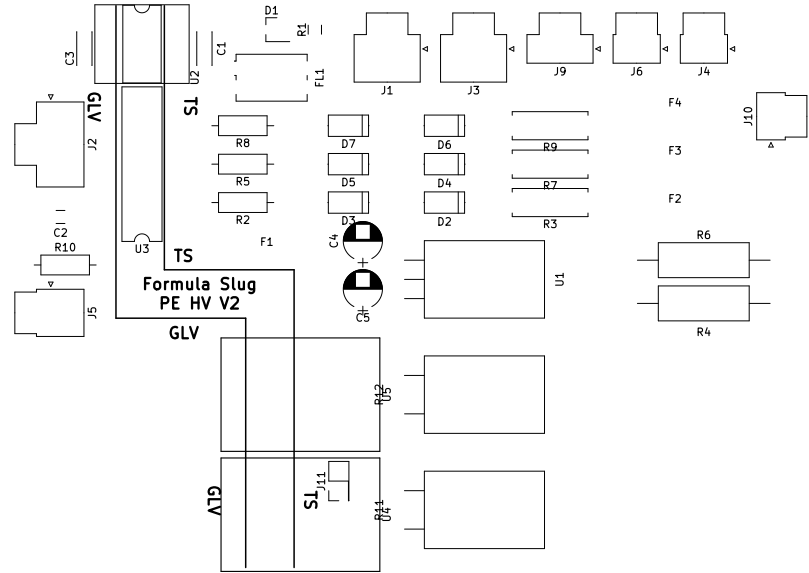 D1
R1
C3
C1
U2
FL1
J1
J3
J9
J6
J4
GLV
TS
F4
J10
J2
R8
D7
D6
R9
F3
R5
D5
D4
R7
F2
R2
D3
D2
R3
C2
U3
F1
C4
R6
R10
TS
U1
Formula Slug
PE HV V2
J5
C5
R4
GLV
R12
U5
J11
GLV
TS
R11
U4